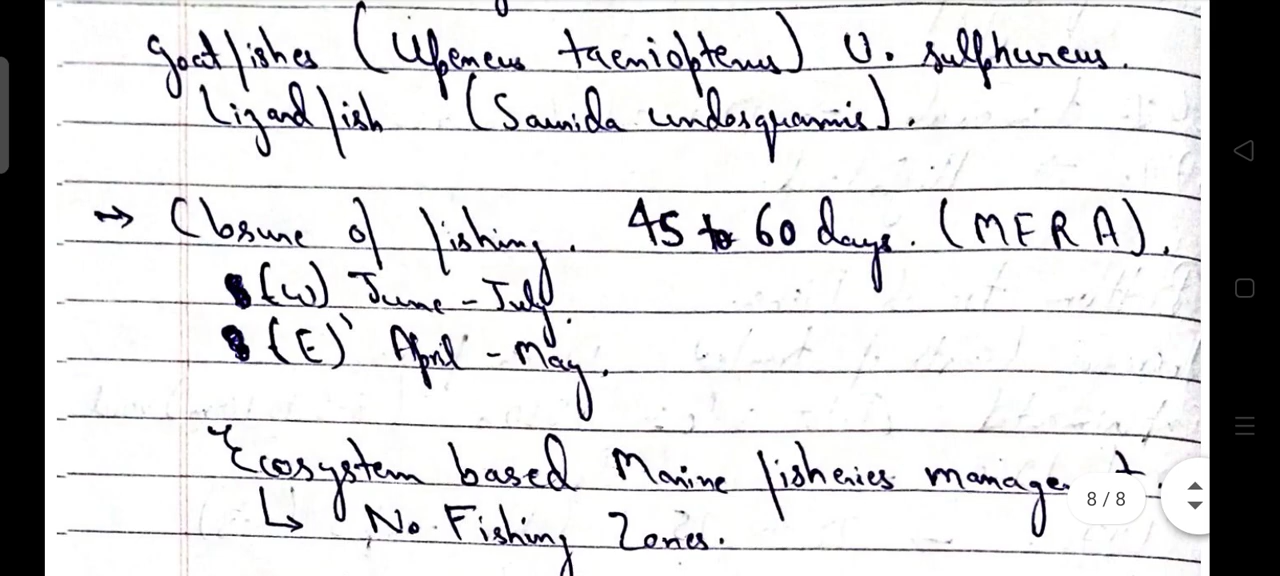 goatfishes (Upeneus taeniopterus) U. sulphureus.
Lizardfish (Saurida undosquamis).
→ Closure of fishing. 45 to 60 days. (MFRA).
(W) June - July.
(E) April - May.
Ecosystem based Marine fisheries manage t.
↳ No Fishing Zones.
8/8